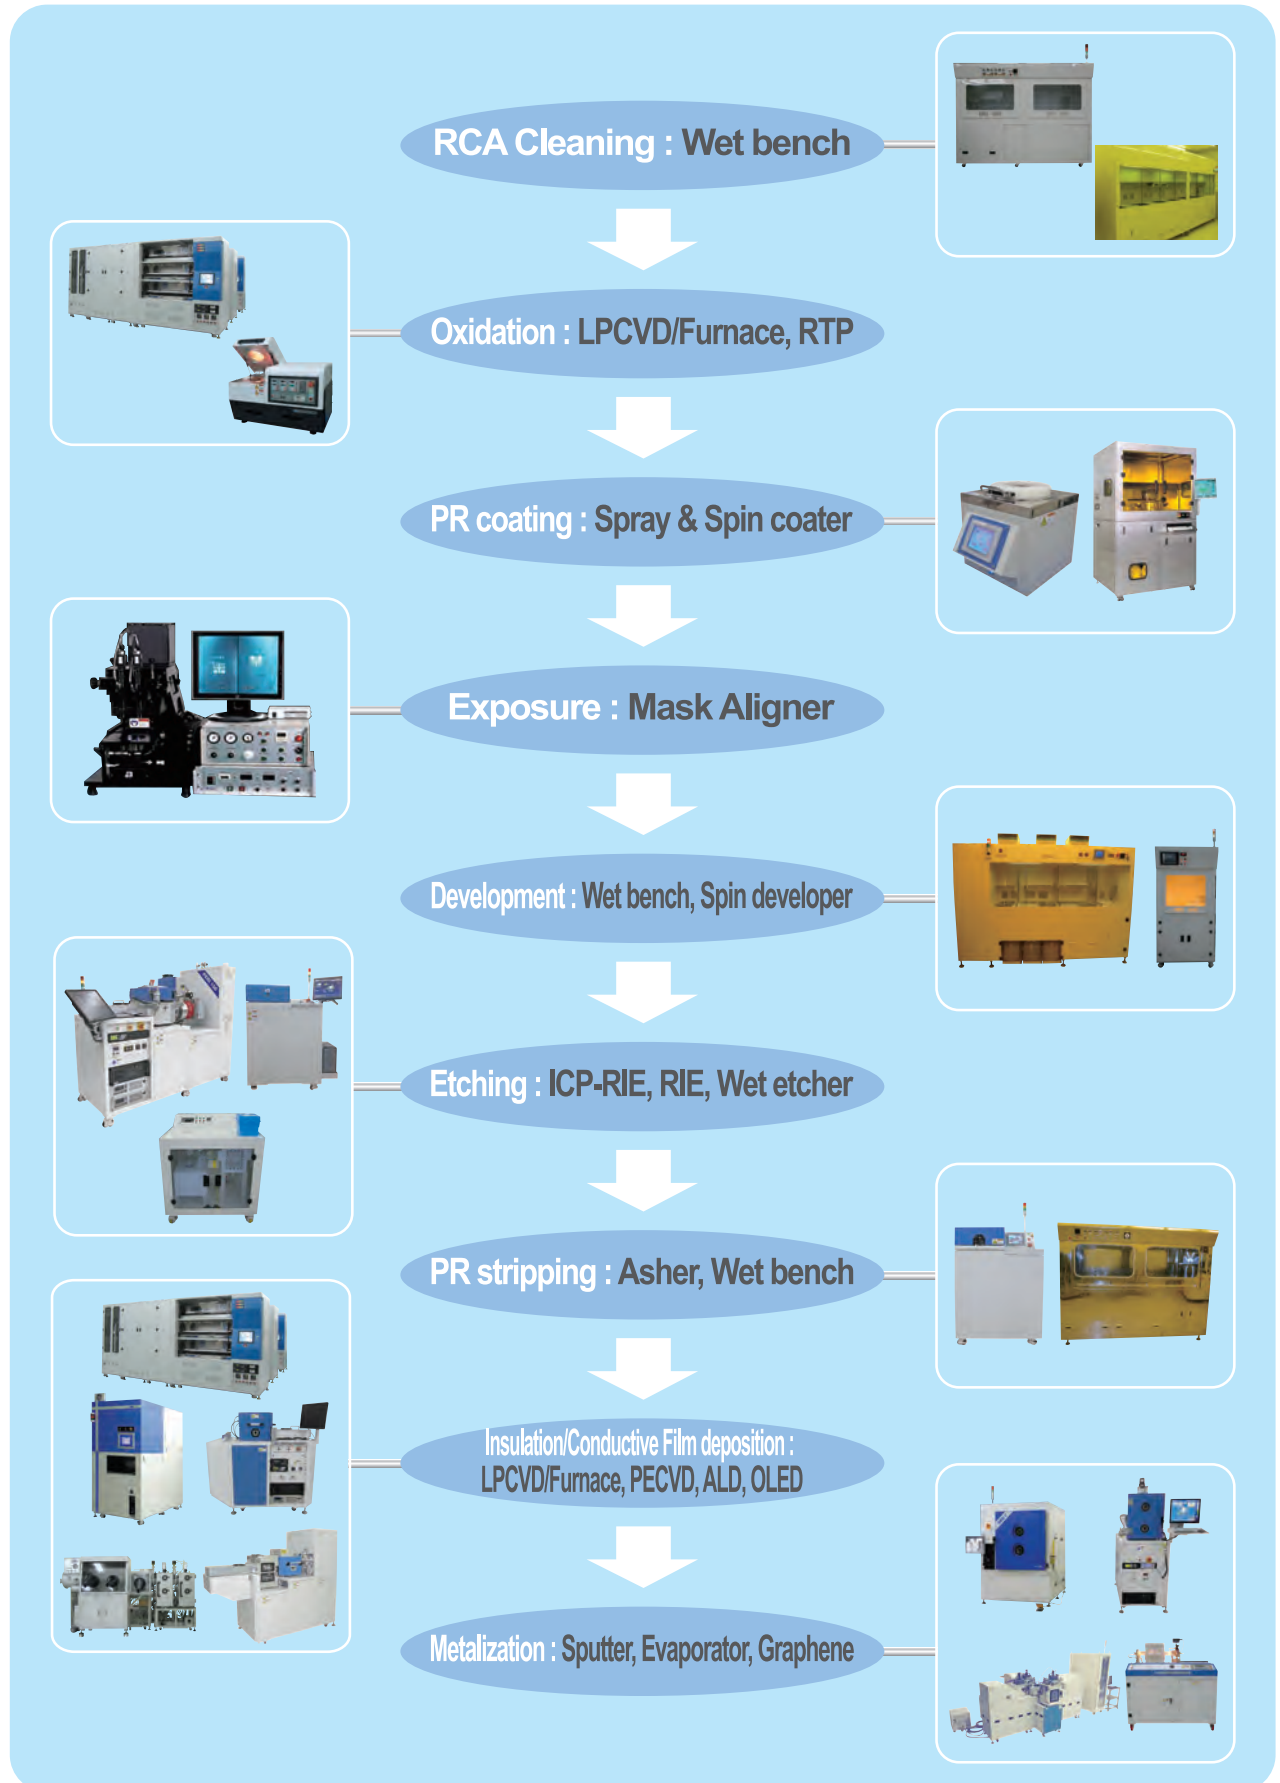 RCA Cleaning : Wet bench
Oxidation : LPCVD/Furnace, RTP
PR coating : Spray & Spin coater
Exposure : Mask Aligner
Development : Wet bench, Spin developer
Etching : ICP-RIE, RIE, Wet etcher
PR stripping : Asher, Wet bench
Insulation/Conductive Film deposition :
LPCVD/Furnace, PECVD, ALD, OLED
Metalization : Sputter, Evaporator, Graphene